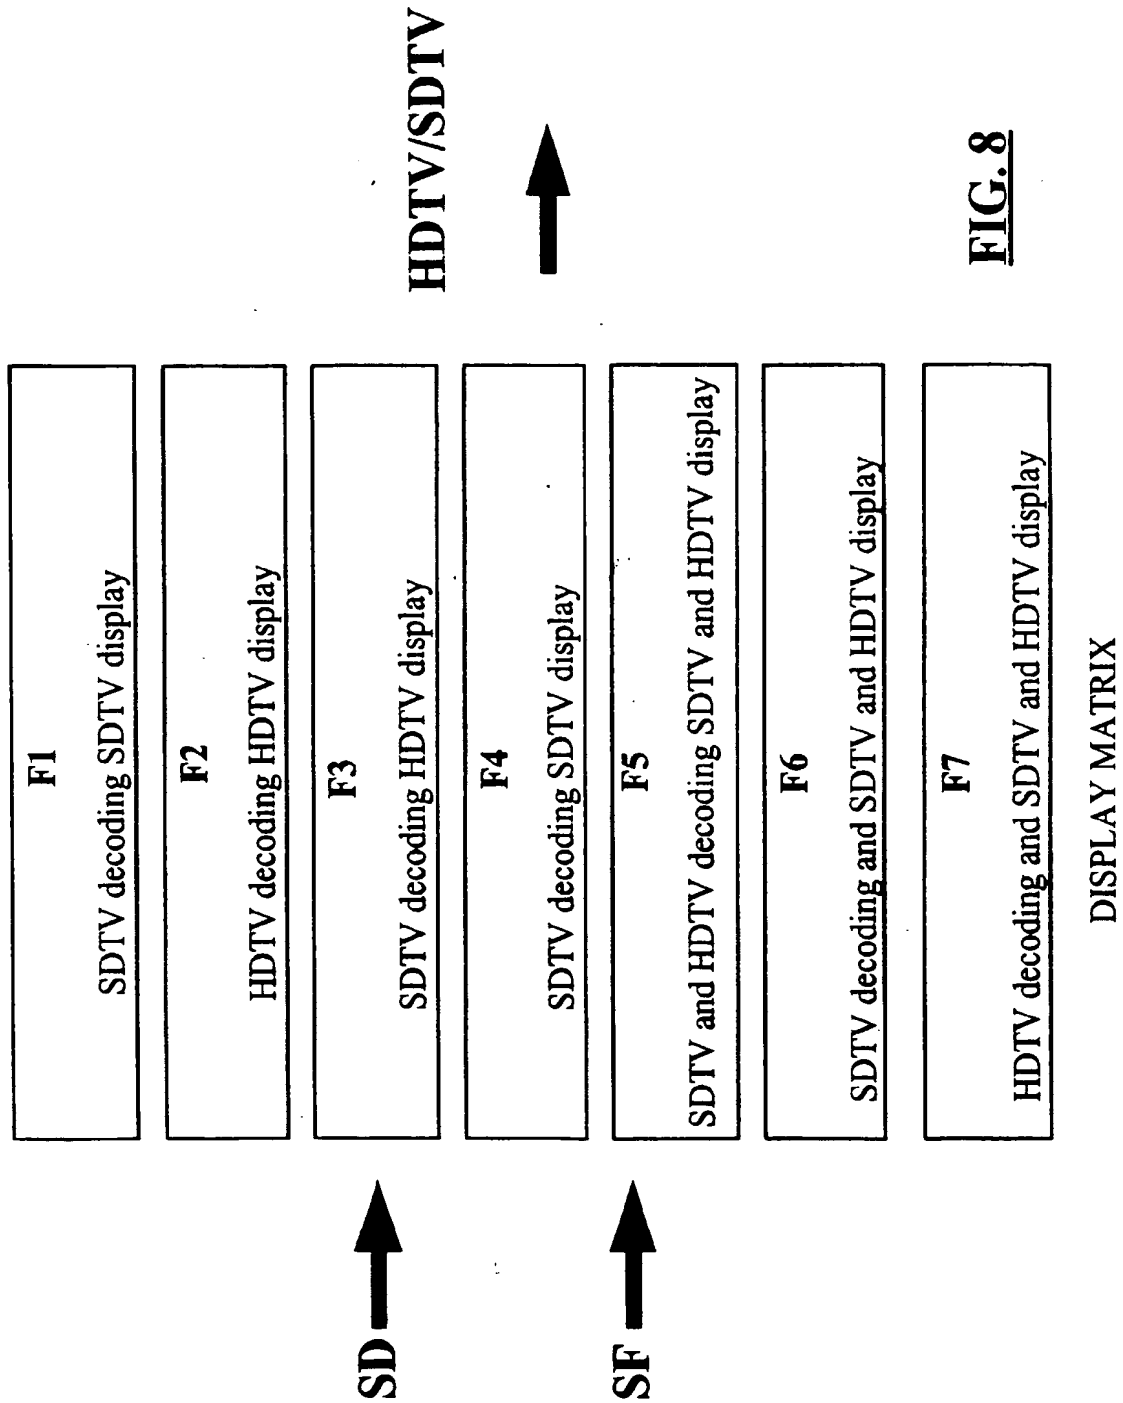 F1
SDTV decoding SDTV display
F2
HDTV decoding HDTV display
F3
SDTV decoding HDTV display
F4
SDTV decoding SDTV display
F5
SDTV and HDTV decoding SDTV and HDTV display
F6
SDTV decoding and SDTV and HDTV display
F7
HDTV decoding and SDTV and HDTV display
SD
SF
HDTV/SDTV
DISPLAY MATRIX
FIG. 8